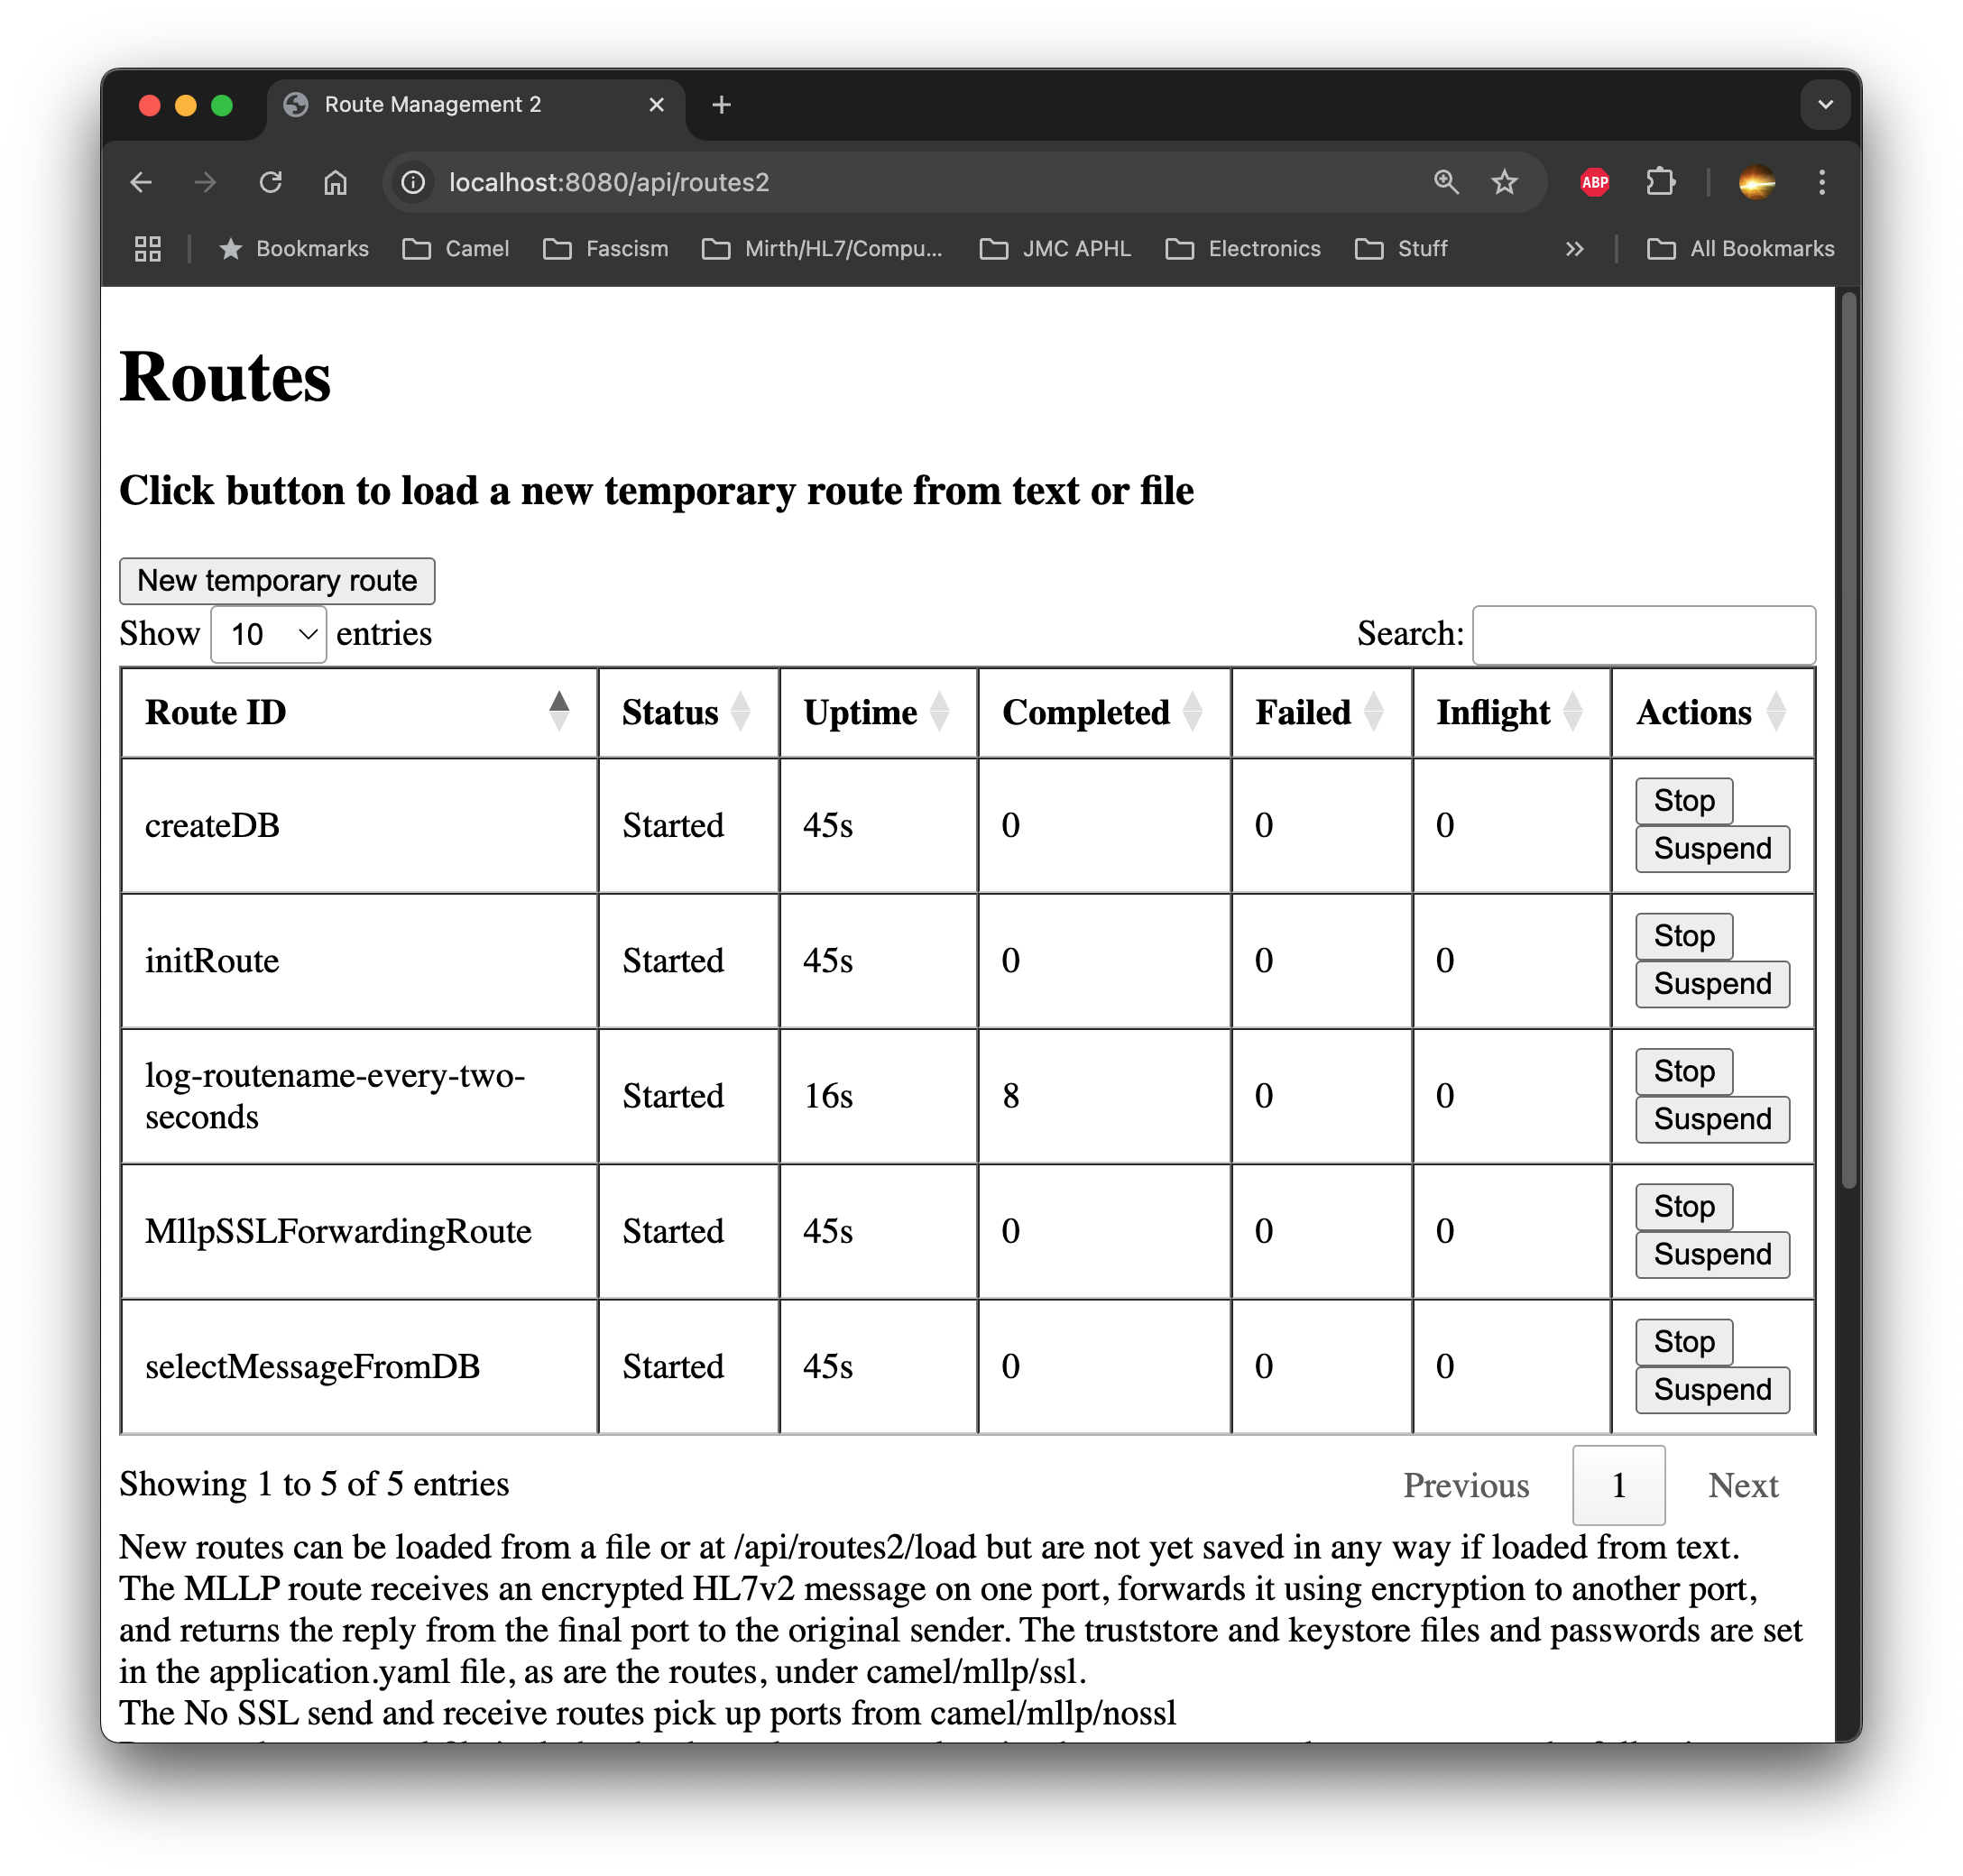 Route Management 2
localhost:8080/api/routes2
ABP
Bookmarks Camel Fascism Mirth/HL7/Compu... JMC APHL Electronics Stuff All Bookmarks
Routes
Click button to load a new temporary route from text or file
New temporary route
Show 10 entries Search:
Route ID Status Uptime Completed Failed Inflight Actions
createDB Started 45s 0 0 0 Stop
Suspend
initRoute Started 45s 0 0 0 Stop
Suspend
log-routename-every-two-
seconds Started 16s 8 0 0 Stop
Suspend
MllpSSLForwardingRoute Started 45s 0 0 0 Stop
Suspend
selectMessageFromDB Started 45s 0 0 0 Stop
Suspend
Showing 1 to 5 of 5 entries Previous 1 Next
New routes can be loaded from a file or at /api/routes2/load but are not yet saved in any way if loaded from text.
The MLLP route receives an encrypted HL7v2 message on one port, forwards it using encryption to another port,
and returns the reply from the final port to the original sender. The truststore and keystore files and passwords are set
in the application.yaml file, as are the routes, under camel/mllp/ssl.
The No SSL send and receive routes pick up ports from camel/mllp/nossl